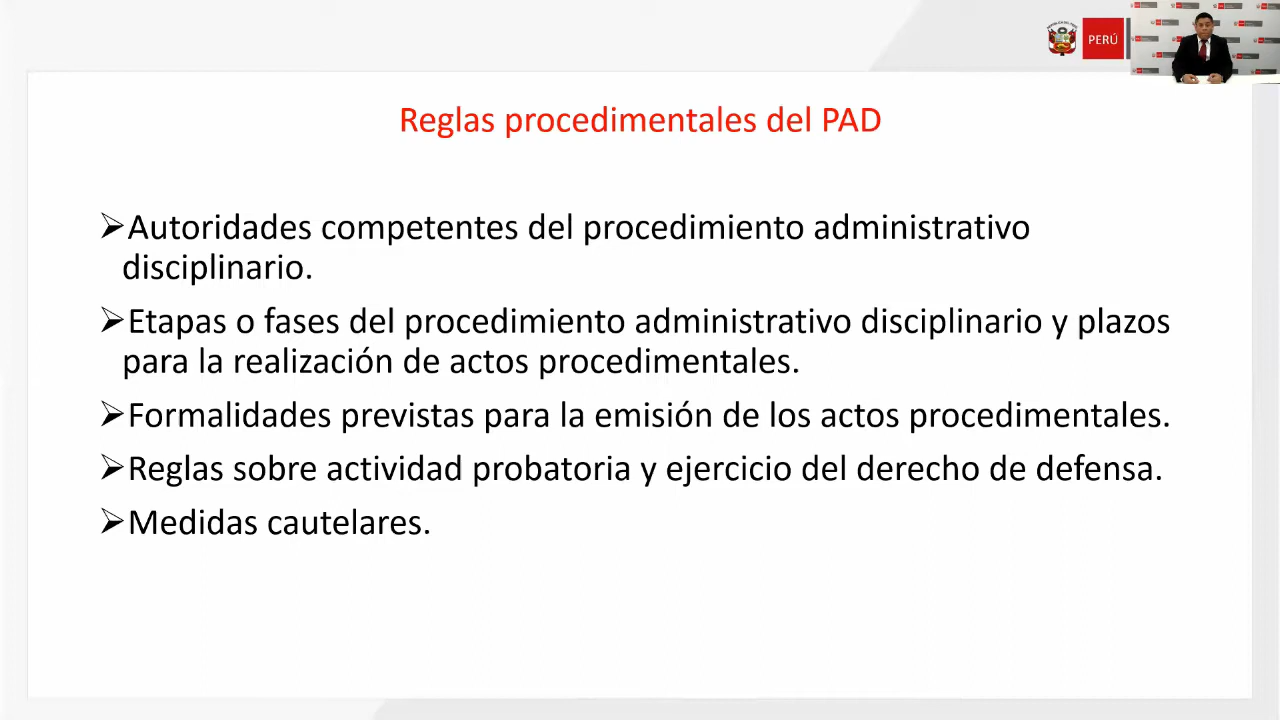 PERÚ
Reglas procedimentales del PAD
➢Autoridades competentes del procedimiento administrativo
disciplinario.
➢Etapas o fases del procedimiento administrativo disciplinario y plazos
para la realización de actos procedimentales.
➢Formalidades previstas para la emisión de los actos procedimentales.
➢Reglas sobre actividad probatoria y ejercicio del derecho de defensa.
➢Medidas cautelares.